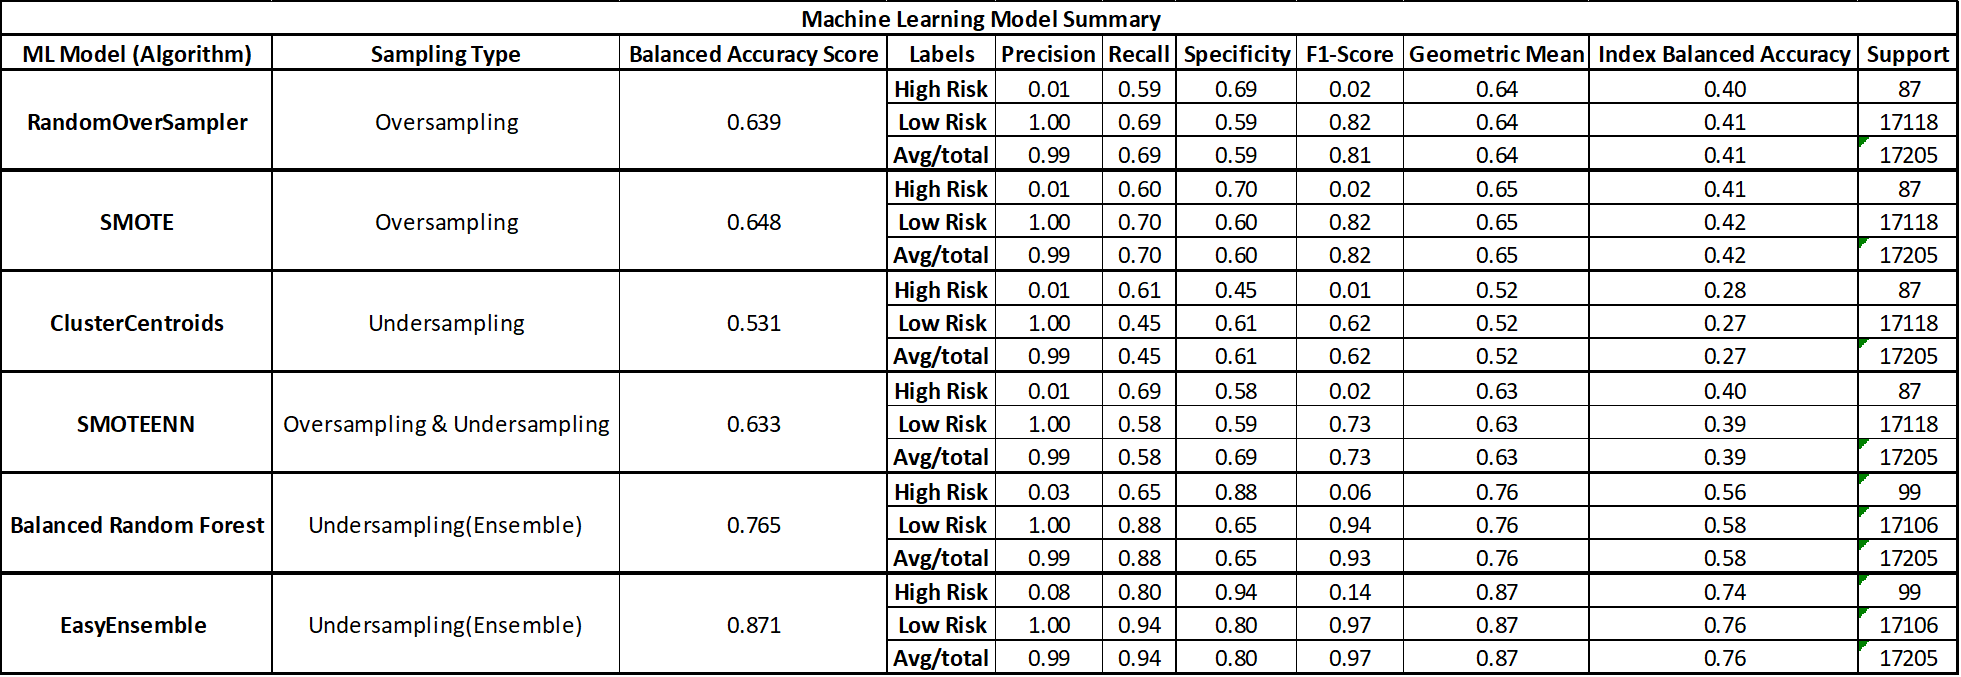 Machine Learning Model Summary
ML Model (Algorithm) Sampling Type Balanced Accuracy Score Labels Precision Recall Specificity F1-Score Geometric Mean Index Balanced Accuracy Support
High Risk 0.01 0.59 0.69 0.02 0.64 0.40 87
RandomOverSampler Oversampling 0.639 Low Risk 1.00 0.69 0.59 0.82 0.64 0.41 17118
Avg/total 0.99 0.69 0.59 0.81 0.64 0.41 17205
High Risk 0.01 0.60 0.70 0.02 0.65 0.41 87
SMOTE Oversampling 0.648 Low Risk 1.00 0.70 0.60 0.82 0.65 0.42 17118
Avg/total 0.99 0.70 0.60 0.82 0.65 0.42 17205
High Risk 0.01 0.61 0.45 0.01 0.52 0.28 87
ClusterCentroids Undersampling 0.531 Low Risk 1.00 0.45 0.61 0.62 0.52 0.27 17118
Avg/total 0.99 0.45 0.61 0.62 0.52 0.27 17205
High Risk 0.01 0.69 0.58 0.02 0.63 0.40 87
SMOTEENN Oversampling & Undersampling 0.633 Low Risk 1.00 0.58 0.59 0.73 0.63 0.39 17118
Avg/total 0.99 0.58 0.69 0.73 0.63 0.39 17205
High Risk 0.03 0.65 0.88 0.06 0.76 0.56 99
Balanced Random Forest Undersampling(Ensemble) 0.765 Low Risk 1.00 0.88 0.65 0.94 0.76 0.58 17106
Avg/total 0.99 0.88 0.65 0.93 0.76 0.58 17205
High Risk 0.08 0.80 0.94 0.14 0.87 0.74 99
EasyEnsemble Undersampling(Ensemble) 0.871 Low Risk 1.00 0.94 0.80 0.97 0.87 0.76 17106
Avg/total 0.99 0.94 0.80 0.97 0.87 0.76 17205